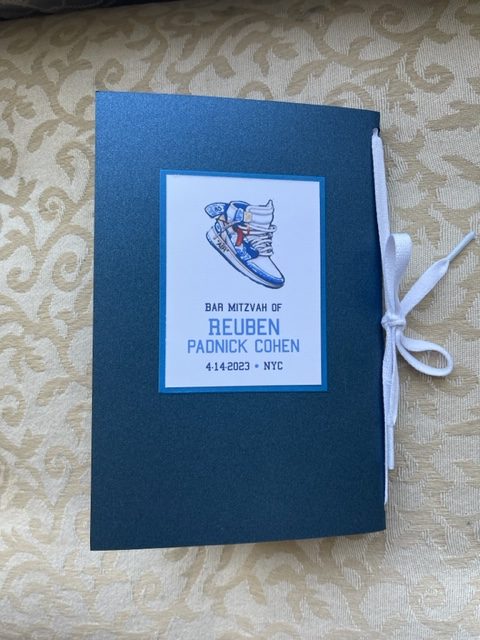 BAR MITZVAH OF
REUBEN
PADNICK COHEN
4·14·2023 • NYC